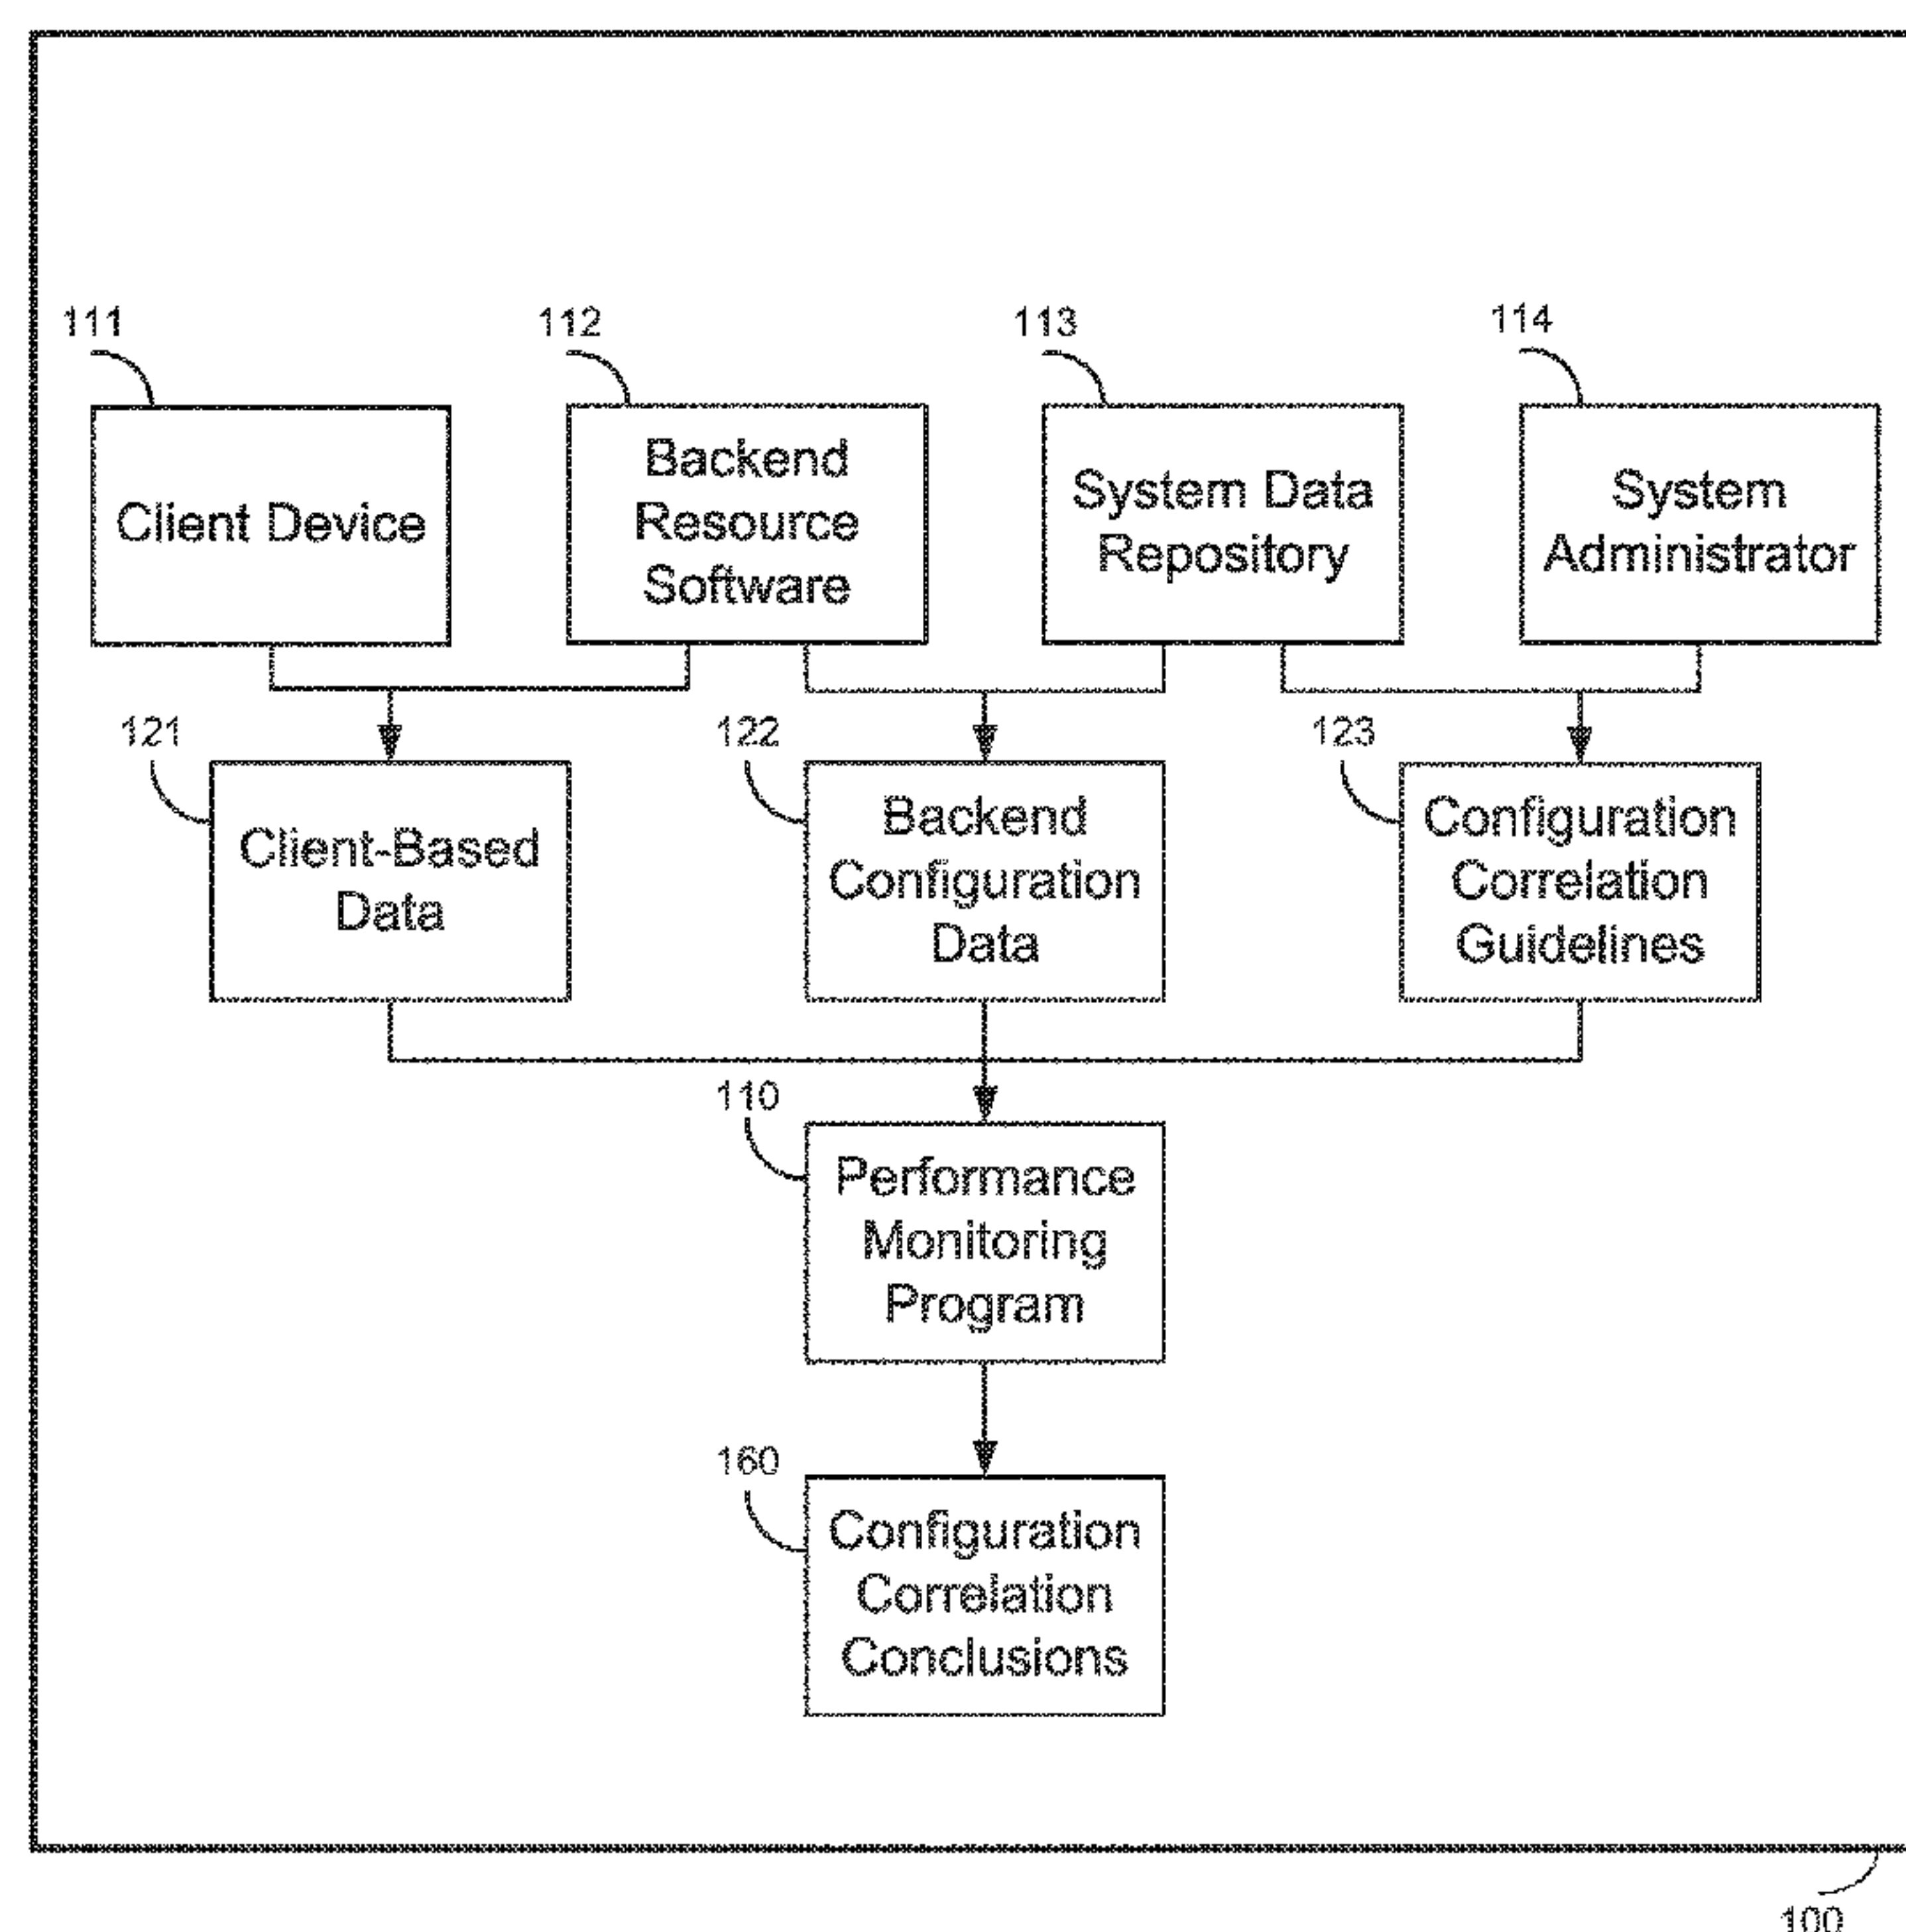 111
112
113
114
Client Device
Backend
Resource
Software
System Data
Repository
System
Administrator
121
122
123
Client-Based
Data
Backend
Configuration
Data
Configuration
Correlation
Guidelines
110
Performance
Monitoring
Program
160
Configuration
Correlation
Conclusions
100